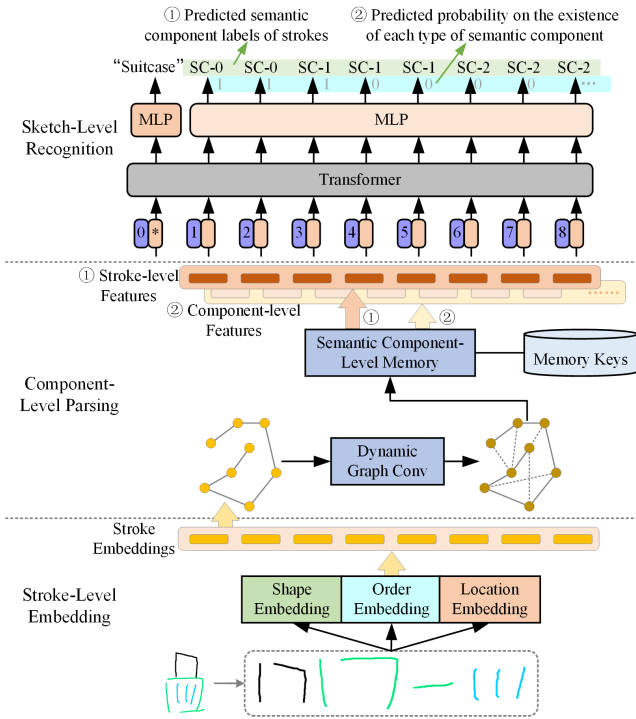 ① Predicted semantic
component labels of strokes
② Predicted probability on the existence
of each type of semantic component
“Suitcase” SC-0 SC-0 SC-1 SC-1 SC-1 SC-2 SC-2 SC-2
1 1 1 0 0 0 0 ...
MLP MLP
Sketch-Level
Recognition
Transformer
0 * 1 2 3 4 5 6 7 8
① Stroke-level
Features
② Component-level
Features
......
① ②
Semantic Component-
Level Memory
Memory Keys
Component-
Level Parsing
Dynamic
Graph Conv
Stroke
Embeddings
Stroke-Level
Embedding
Shape
Embedding
Order
Embedding
Location
Embedding